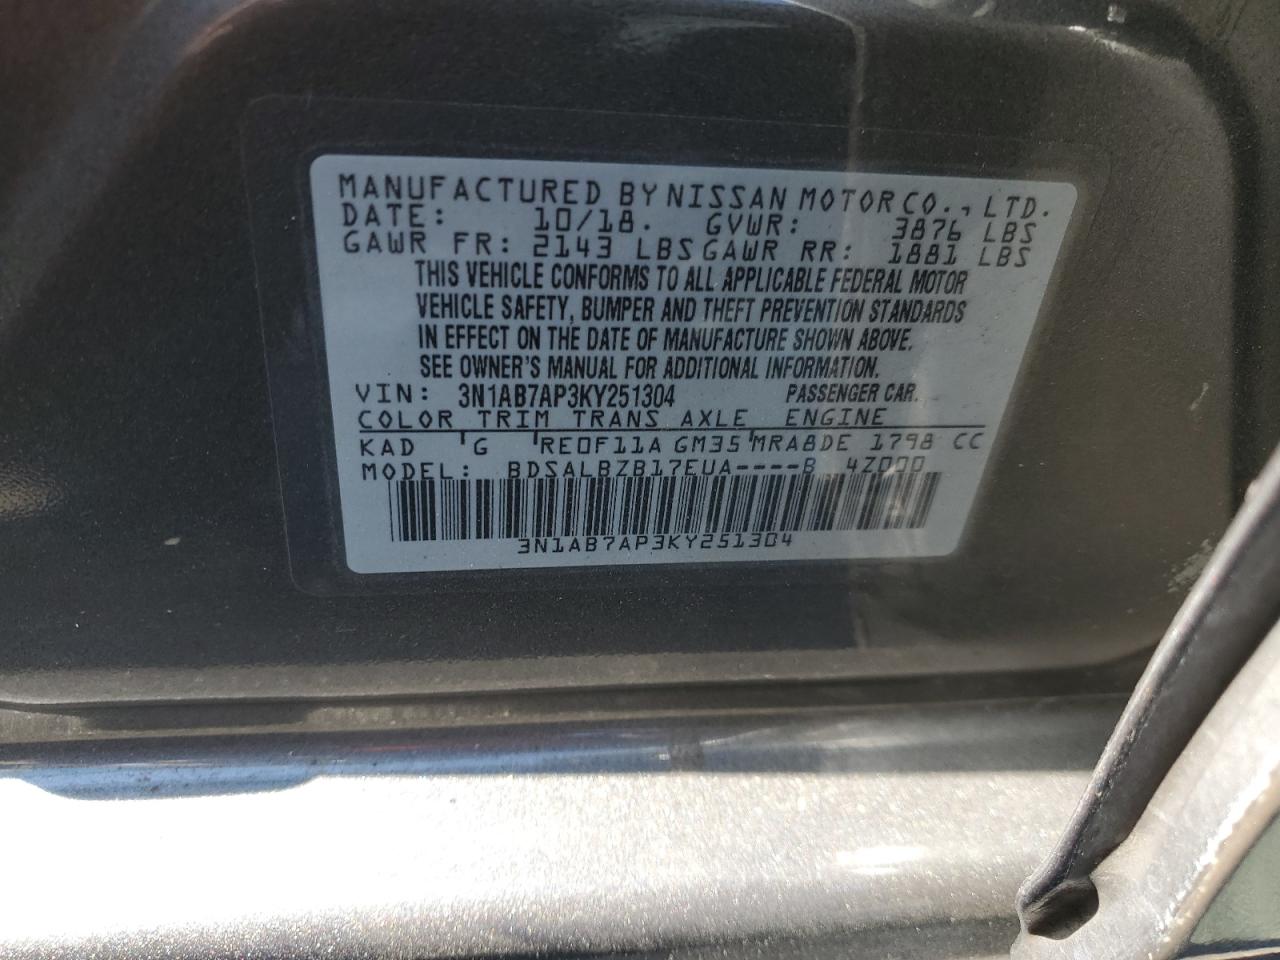 MANUFACTURED BY NISSAN MOTOR CO., LTD.
DATE: 10/18. GVWR: 3876 LBS
GAWR FR: 2143 LBS GAWR RR: 1881 LBS
THIS VEHICLE CONFORMS TO ALL APPLICABLE FEDERAL MOTOR
VEHICLE SAFETY, BUMPER AND THEFT PREVENTION STANDARDS
IN EFFECT ON THE DATE OF MANUFACTURE SHOWN ABOVE.
SEE OWNER'S MANUAL FOR ADDITIONAL INFORMATION.
VIN: 3N1AB7AP3KY251304 PASSENGER CAR.
COLOR TRIM TRANS AXLE ENGINE
KAD 'G 'RE0F11A GM35'MRA8DE 1798 CC
MODEL: BDSALBZB17EUA----B 4Z000
3N1AB7AP3KY251304